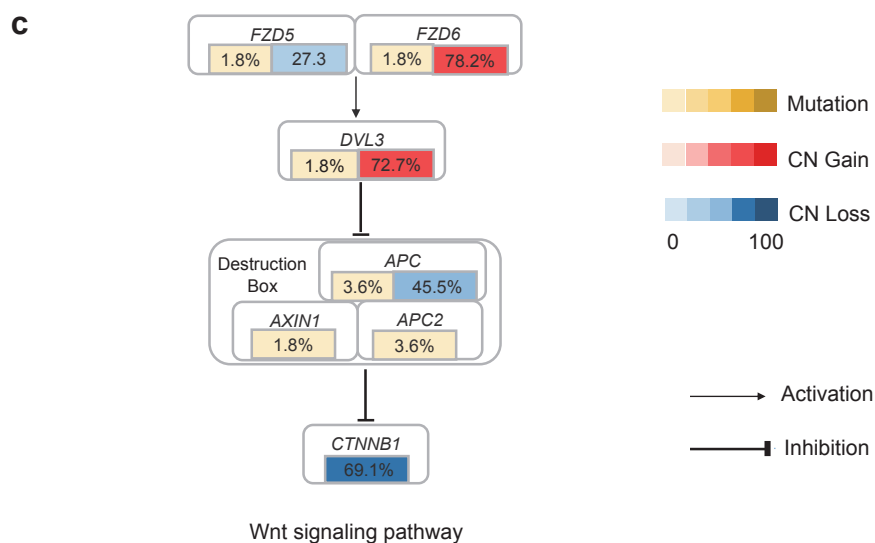 c
FZD5 FZD6
1.8% 27.3 1.8% 78.2%
Mutation
DVL3
1.8% 72.7%
CN Gain
CN Loss
0 100
Destruction
Box
APC
3.6% 45.5%
AXIN1 APC2
1.8% 3.6%
Activation
CTNNB1
69.1%
Inhibition
Wnt signaling pathway